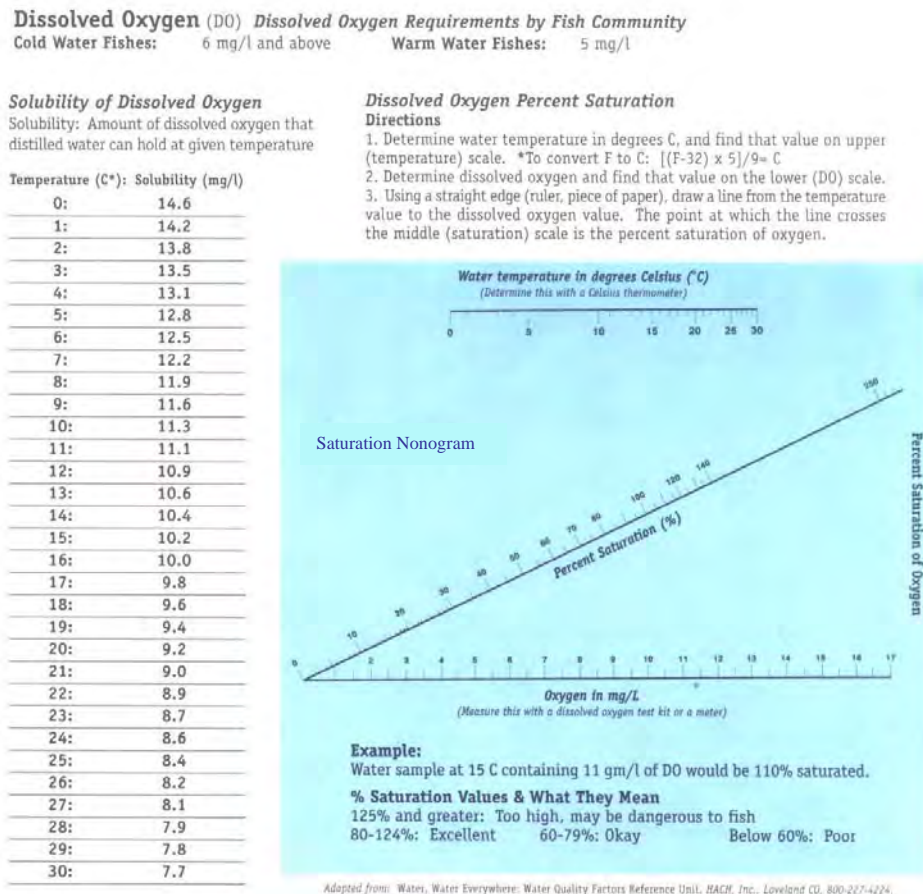 Dissolved Oxygen (DO) Dissolved Oxygen Requirements by Fish Community
Cold Water Fishes: 6 mg/l and above Warm Water Fishes: 5 mg/l
Solubility of Dissolved Oxygen
Solubility: Amount of dissolved oxygen that
distilled water can hold at given temperature
Temperature (C°): Solubility (mg/l)
0: 14.6
1: 14.2
2: 13.8
3: 13.5
4: 13.1
5: 12.8
6: 12.5
7: 12.2
8: 11.9
9: 11.6
10: 11.3
11: 11.1
12: 10.9
13: 10.6
14: 10.4
15: 10.2
16: 10.0
17: 9.8
18: 9.6
19: 9.4
20: 9.2
21: 9.0
22: 8.9
23: 8.7
24: 8.6
25: 8.4
26: 8.2
27: 8.1
28: 7.9
29: 7.8
30: 7.7
Dissolved Oxygen Percent Saturation
Directions
1. Determine water temperature in degrees C, and find that value on upper
(temperature) scale. *To convert F to C: [(F-32) x 5]/9= C
2. Determine dissolved oxygen and find that value on the lower (DO) scale.
3. Using a straight edge (ruler, piece of paper), draw a line from the temperature
value to the dissolved oxygen value. The point at which the line crosses
the middle (saturation) scale is the percent saturation of oxygen.
Water temperature in degrees Celsius (°C)
(Determine this with a Celsius thermometer)
0 5 10 15 20 25 30
Saturation Nonogram
0 10 20 30 40 50 60 70 80 100 120 140
Percent Saturation (%)
Percent Saturation of Oxygen
2 3 4 5 6 7 8 9 10 11 12 13 14 15 16 17
Oxygen in mg/L
(Measure this with a dissolved oxygen test kit or a meter)
Example:
Water sample at 15 C containing 11 gm/l of DO would be 110% saturated.
% Saturation Values & What They Mean
125% and greater: Too high, may be dangerous to fish
80-124%: Excellent 60-79%: Okay Below 60%: Poor
Adapted from: Water, Water Everywhere: Water Quality Factors Reference Unit, HACH, Inc., Loveland CO, 800-227-4224.